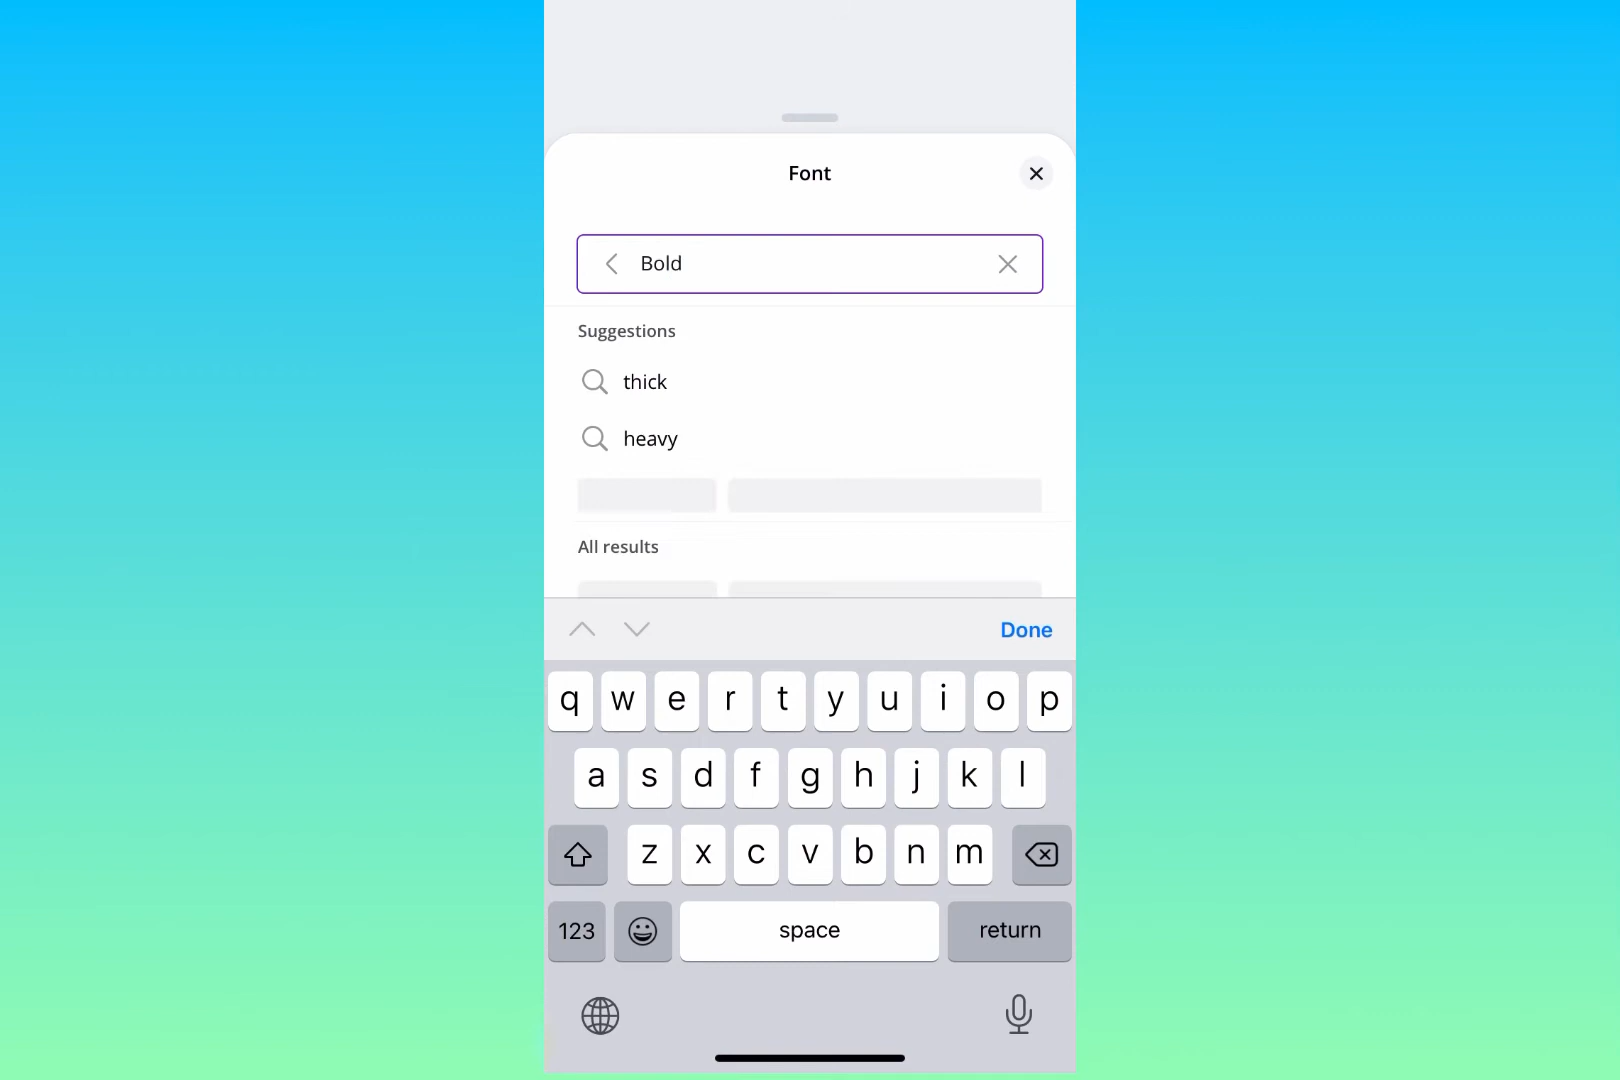 Font
Bold
Suggestions
thick
heavy
All results
Done
q w e r t y u i o p
a s d f g h j k l
z x c v b n m
123 space return